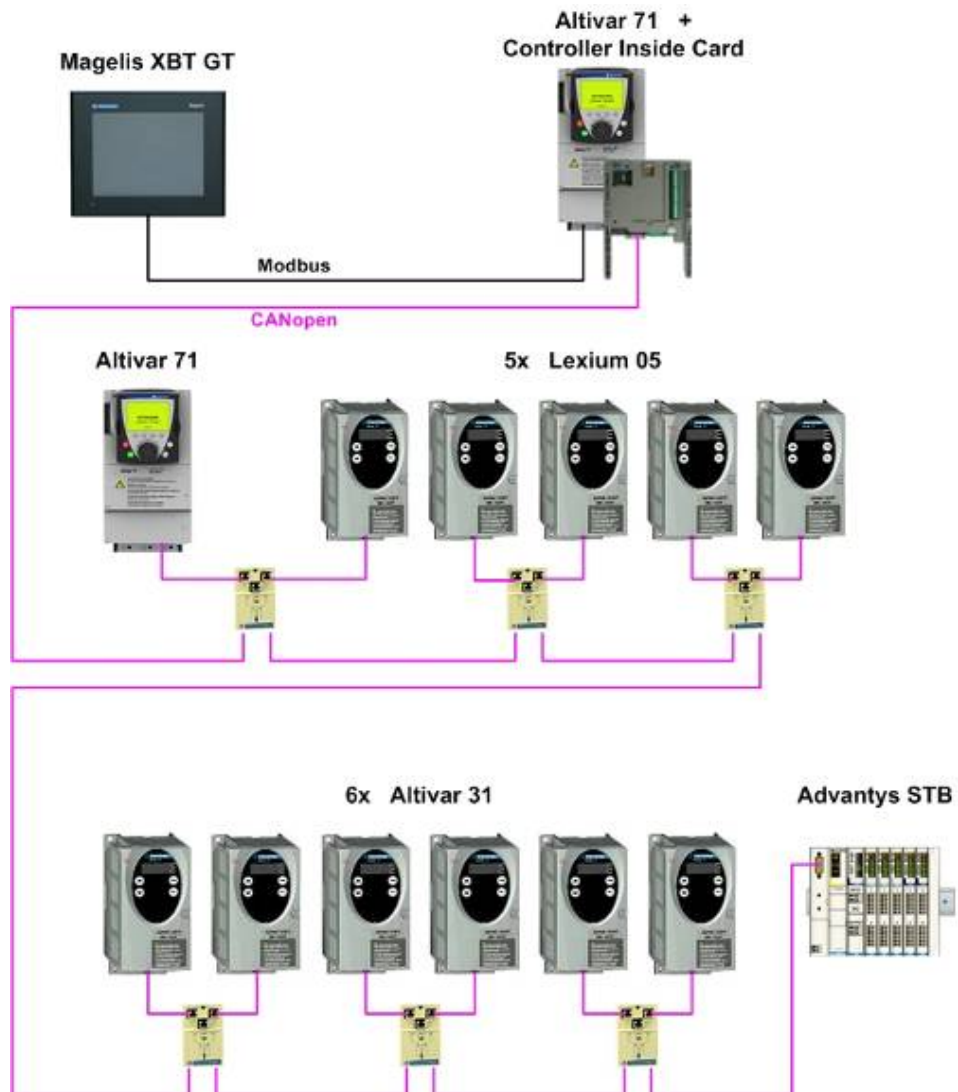 Magelis XBT GT
Altivar 71 +
Controller Inside Card
Modbus
CANopen
Altivar 71
5x Lexium 05
6x Altivar 31
Advantys STB